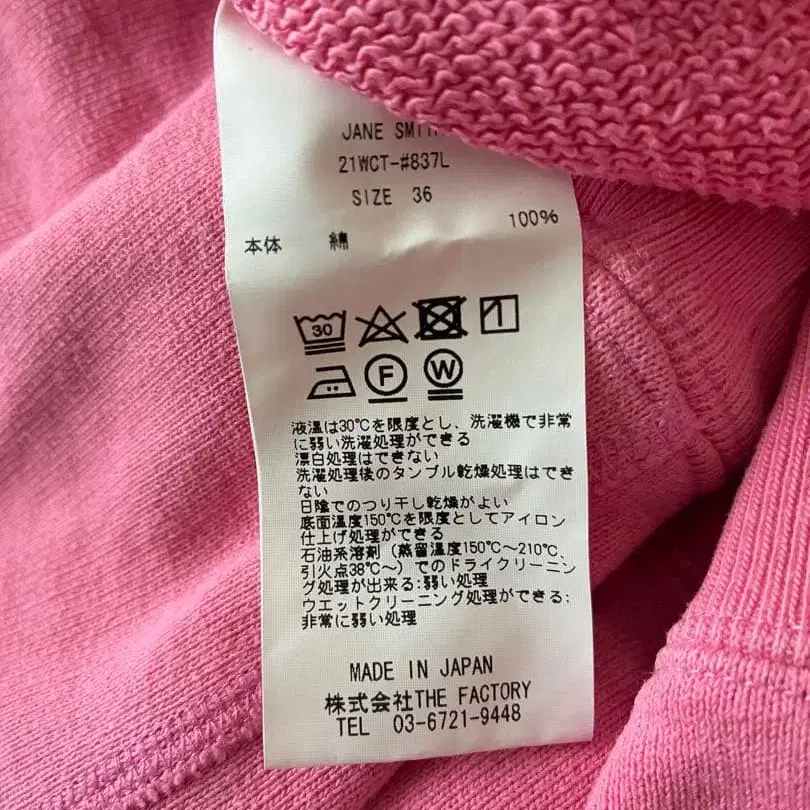 JANE SMITH
21WCT-#837L
SIZE 36
本体 綿 100%
30
F W
液温は30℃を限度とし、洗濯機で非常
に弱い洗濯処理ができる
漂白処理はできない
洗濯処理後のタンブル乾燥処理はでき
ない
日陰でのつり干し乾燥がよい
底面温度150℃を限度としてアイロン
仕上げ処理ができる
石油系溶剤(蒸留温度150℃~210℃、
引火点38℃~)でのドライクリーニン
グ処理が出来る:弱い処理
ウエットクリーニング処理ができる:
非常に弱い処理
MADE IN JAPAN
株式会社THE FACTORY
TEL 03-6721-9448